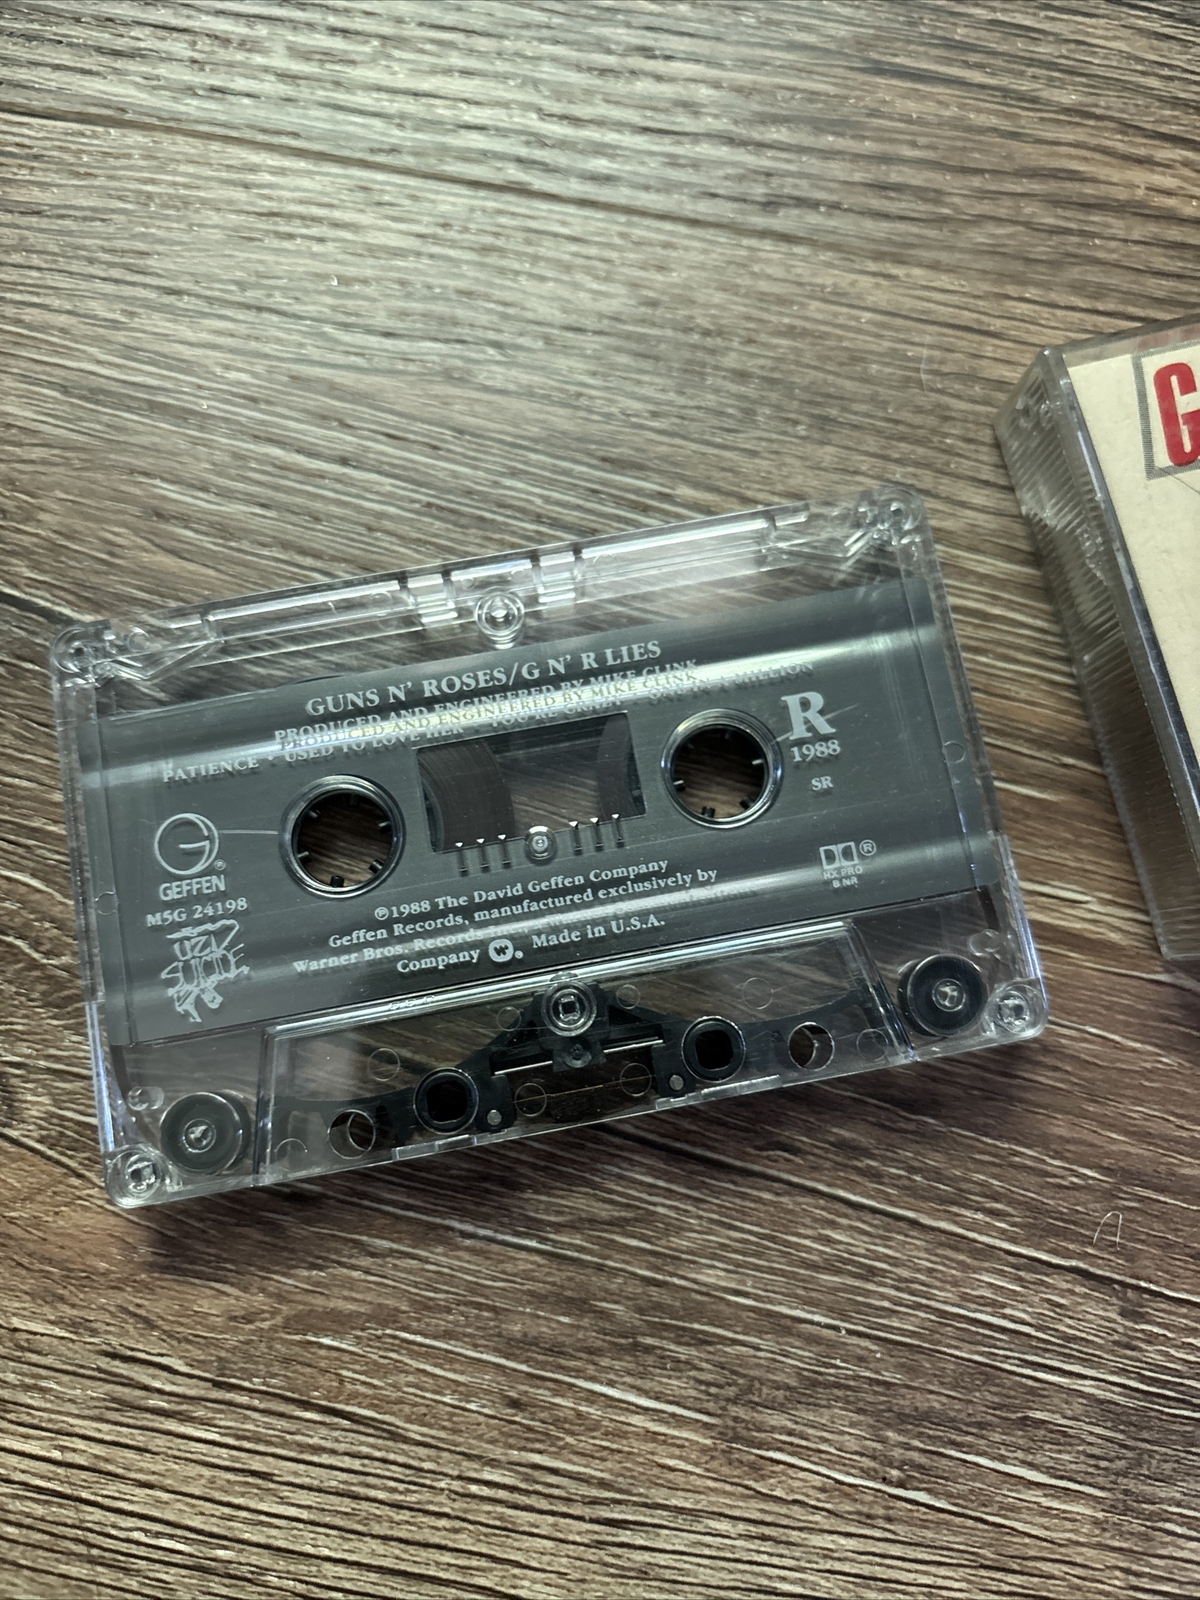 GUNS N' ROSES/G N' R LIES
PRODUCED AND ENGINEERED BY MIKE CLINK
PATIENCE • USED TO LOVE HER • YOU'RE CRAZY • ONE IN A MILLION
R
1988
SR
G
GEFFEN®
M5G 24198
HX PRO
B NR
®
℗1988 The David Geffen Company
Geffen Records, manufactured exclusively by
Warner Bros. Records Inc.,
Company W® Made in U.S.A.
G